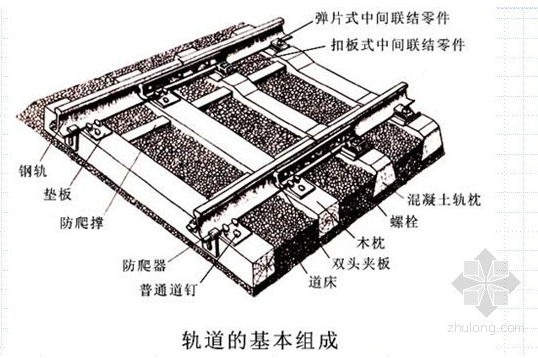 弹片式中间联结零件
扣板式中间联结零件
钢轨
垫板
防爬撑
防爬器
普通道钉
道床
双头夹板
木枕
螺栓
混凝土轨枕
轨道的基本组成
zhulong.com